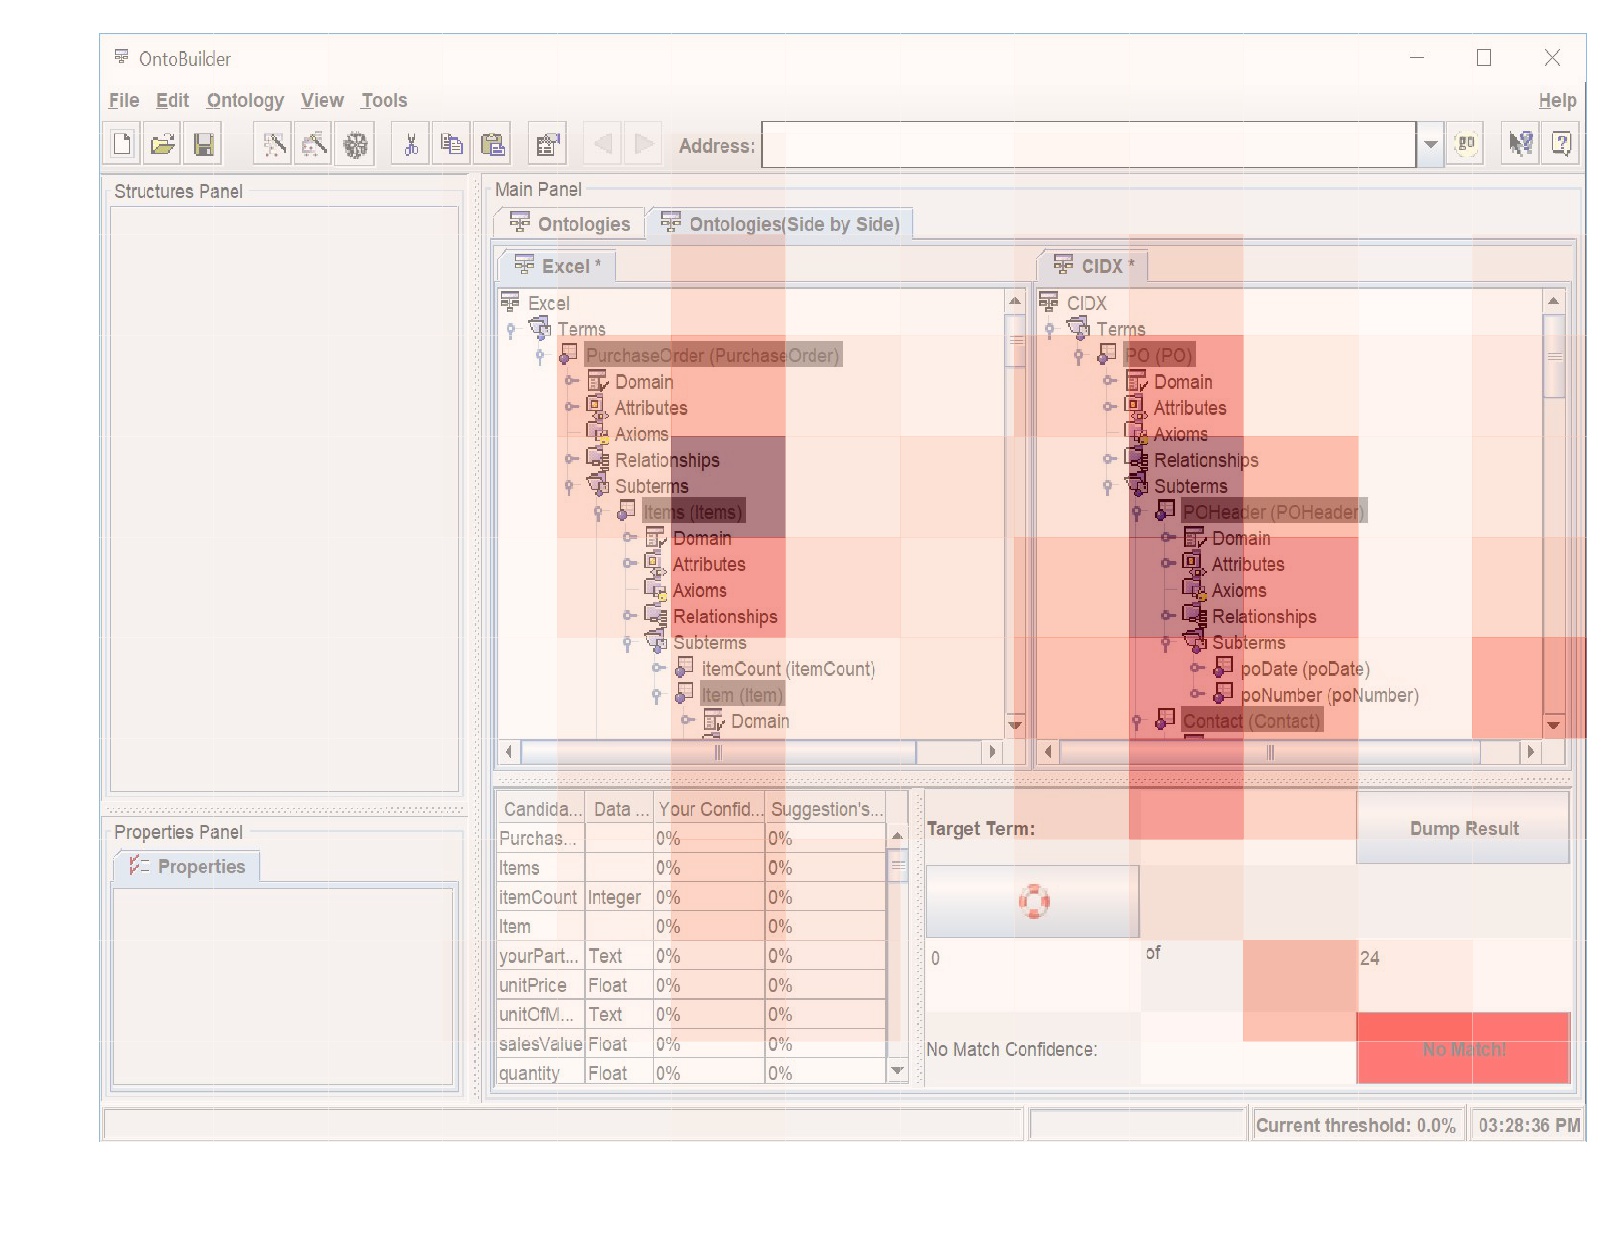 OntoBuilder
File Edit Ontology View Tools Help
Address: go
Structures Panel
Main Panel
Ontologies Ontologies(Side by Side)
Excel *
Excel
Terms
PurchaseOrder (PurchaseOrder)
Domain
Attributes
Axioms
Relationships
Subterms
Items (Items)
Domain
Attributes
Axioms
Relationships
Subterms
itemCount (itemCount)
Item (Item)
Domain
CIDX *
CIDX
Terms
PO (PO)
Domain
Attributes
Axioms
Relationships
Subterms
POHeader (POHeader)
Domain
Attributes
Axioms
Relationships
Subterms
poDate (poDate)
poNumber (poNumber)
Contact (Contact)
Properties Panel
Properties
Candida... Data ... Your Confid... Suggestion's...
Purchas... 0% 0%
Items 0% 0%
itemCount Integer 0% 0%
Item 0% 0%
yourPart... Text 0% 0%
unitPrice Float 0% 0%
unitOfM... Text 0% 0%
salesValue Float 0% 0%
quantity Float 0% 0%
Target Term: Dump Result
0 of 24
No Match Confidence: No Match!
Current threshold: 0.0% 03:28:36 PM